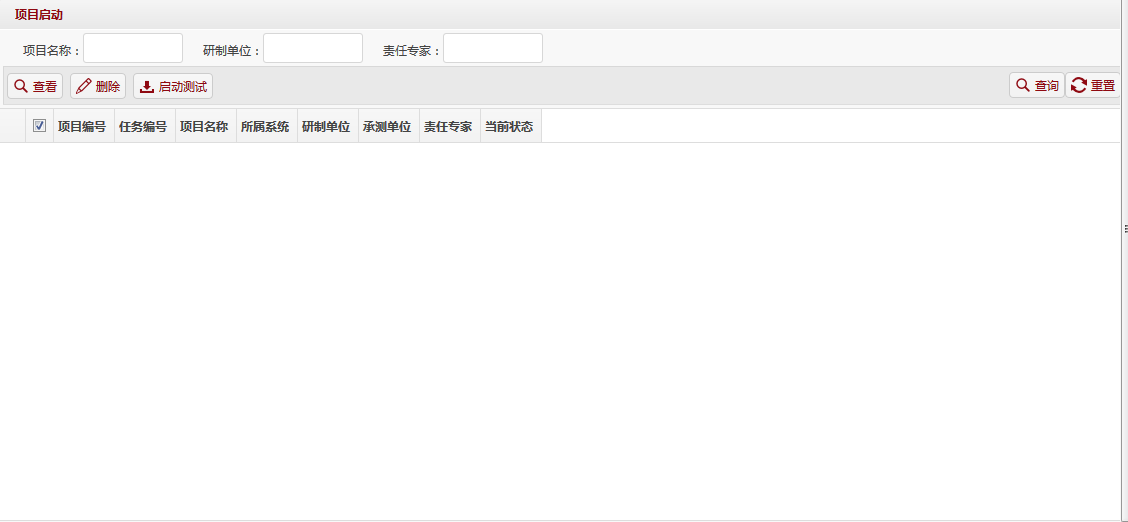 项目启动
项目名称： 研制单位： 责任专家：
查看 删除 启动测试 查询 重置
项目编号 任务编号 项目名称 所属系统 研制单位 承测单位 责任专家 当前状态